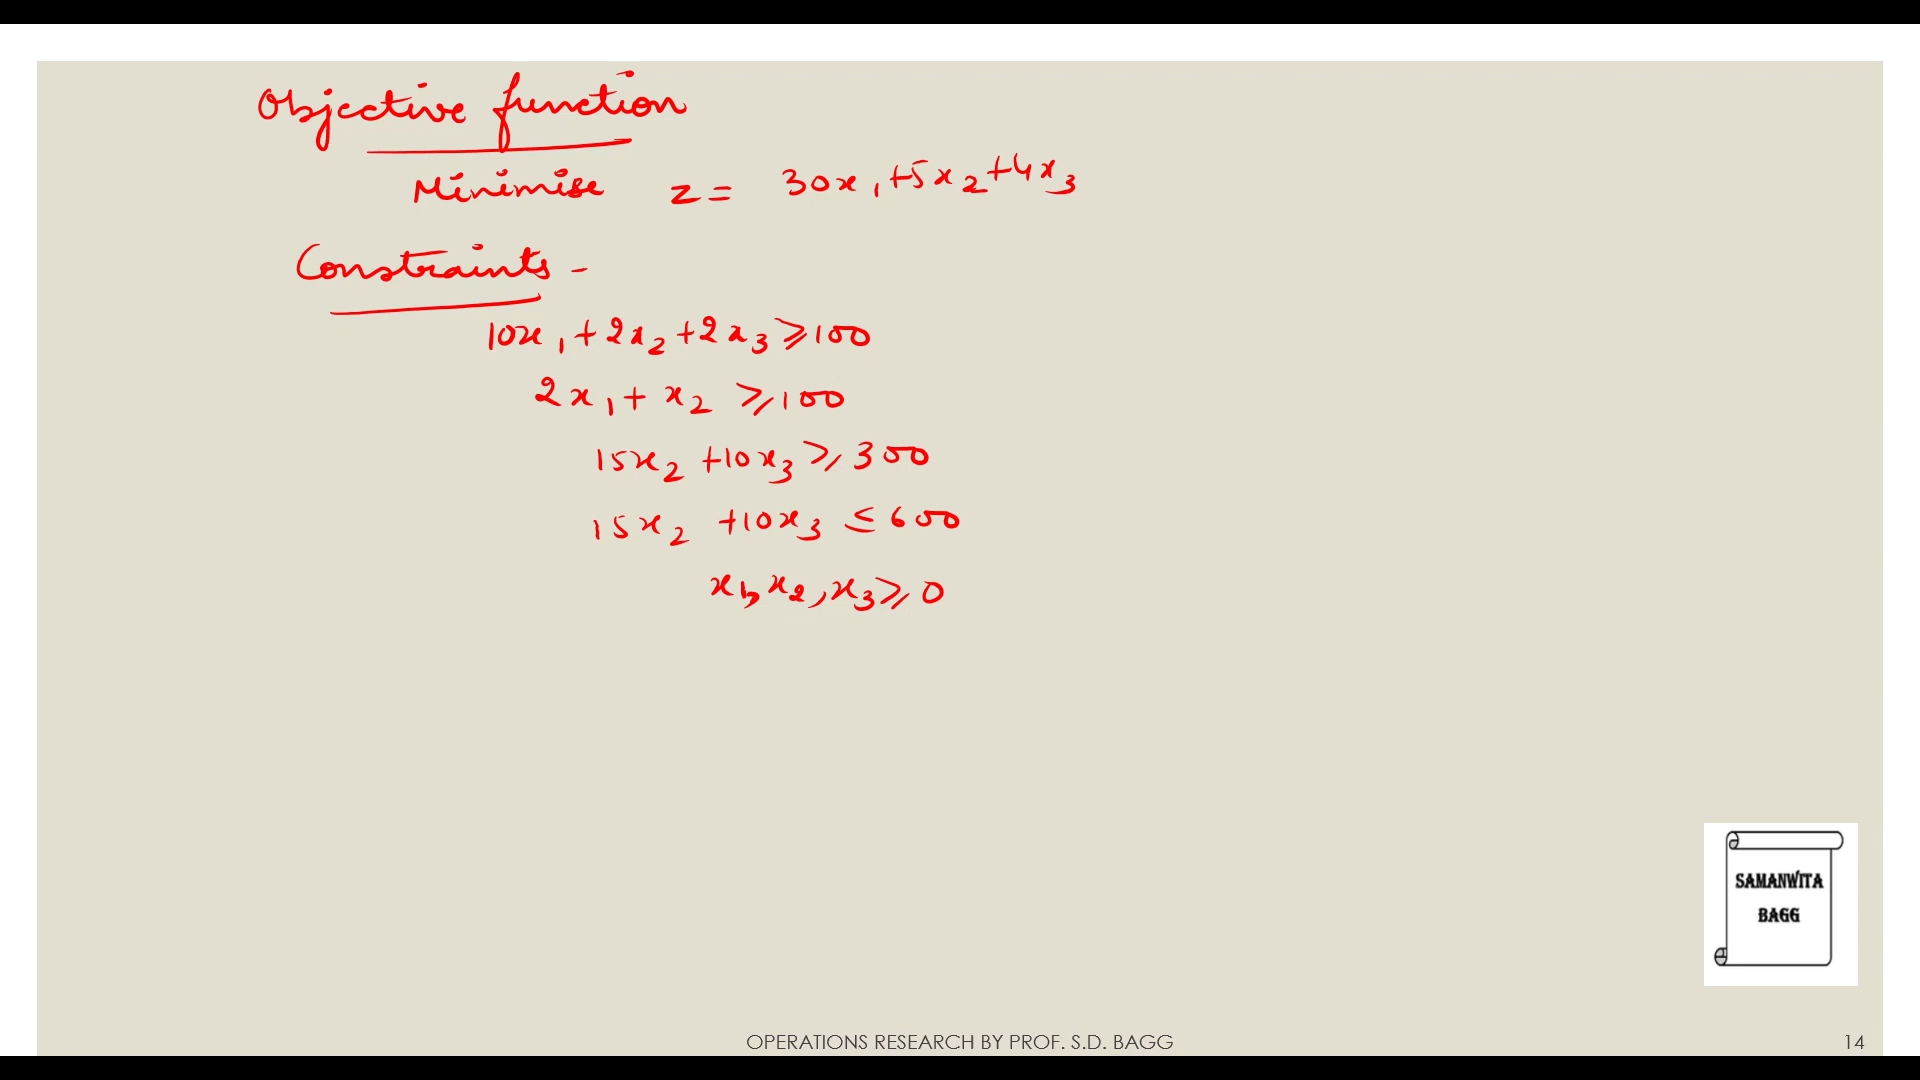 Objective function
Minimise z = 30x₁ + 5x₂ + 4x₃
Constraints -
10x₁ + 2x₂ + 2x₃ ≥ 100
2x₁ + x₂ ≥ 100
15x₂ + 10x₃ ≥ 300
15x₂ + 10x₃ ≤ 600
x₁, x₂, x₃ ≥ 0
SAMANWITA
BAGG
OPERATIONS RESEARCH BY PROF. S.D. BAGG
14